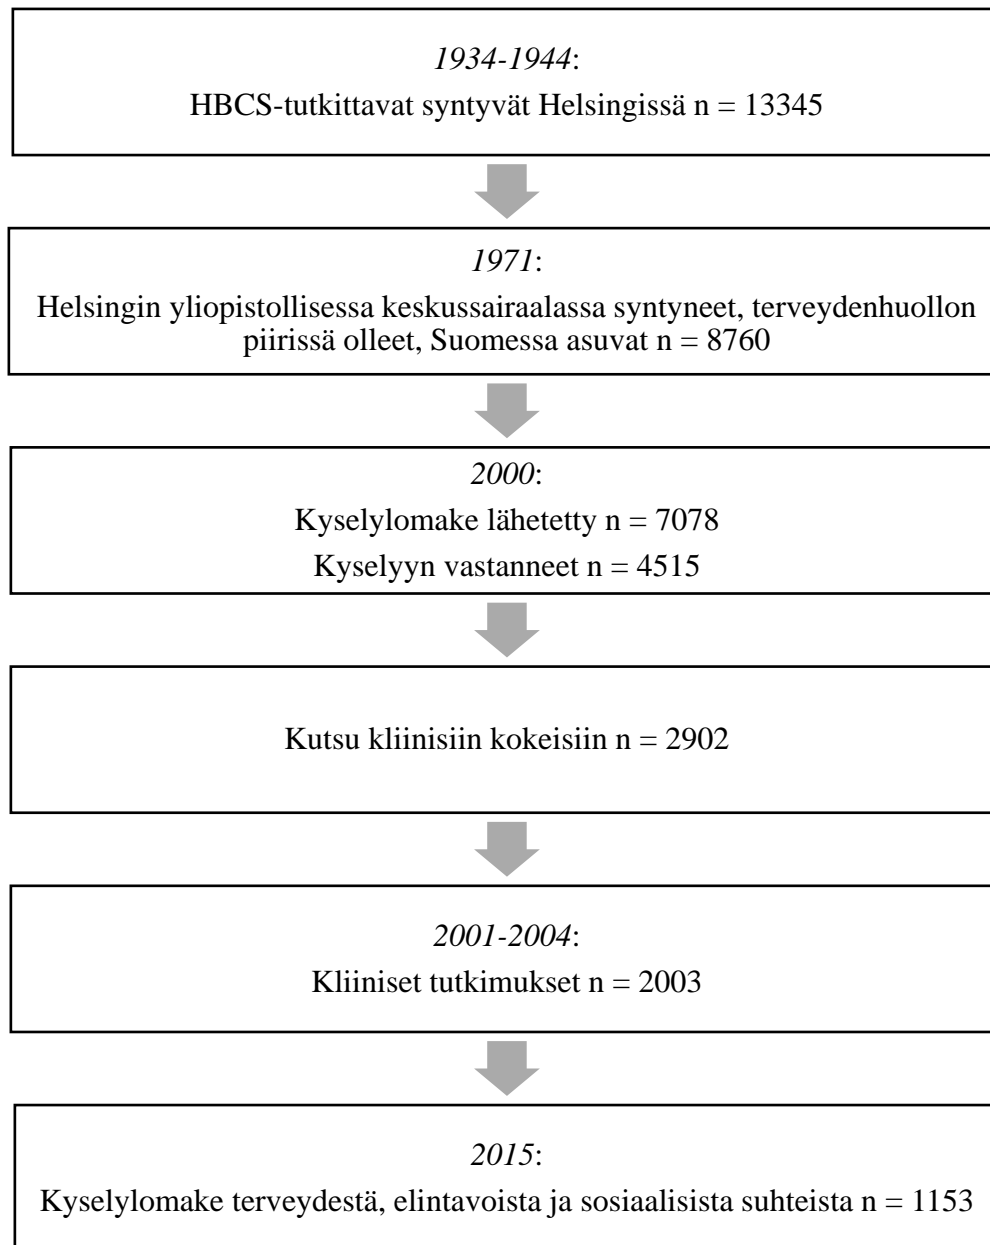 1934-1944:
HBCS-tutkittavat syntyvät Helsingissä n = 13345
1971:
Helsingin yliopistollisessa keskussairaalassa syntyneet, terveydenhuollon
piirissä olleet, Suomessa asuvat n = 8760
2000:
Kyselylomake lähetetty n = 7078
Kyselyyn vastanneet n = 4515
Kutsu kliinisiin kokeisiin n = 2902
2001-2004:
Kliiniset tutkimukset n = 2003
2015:
Kyselylomake terveydestä, elintavoista ja sosiaalisista suhteista n = 1153